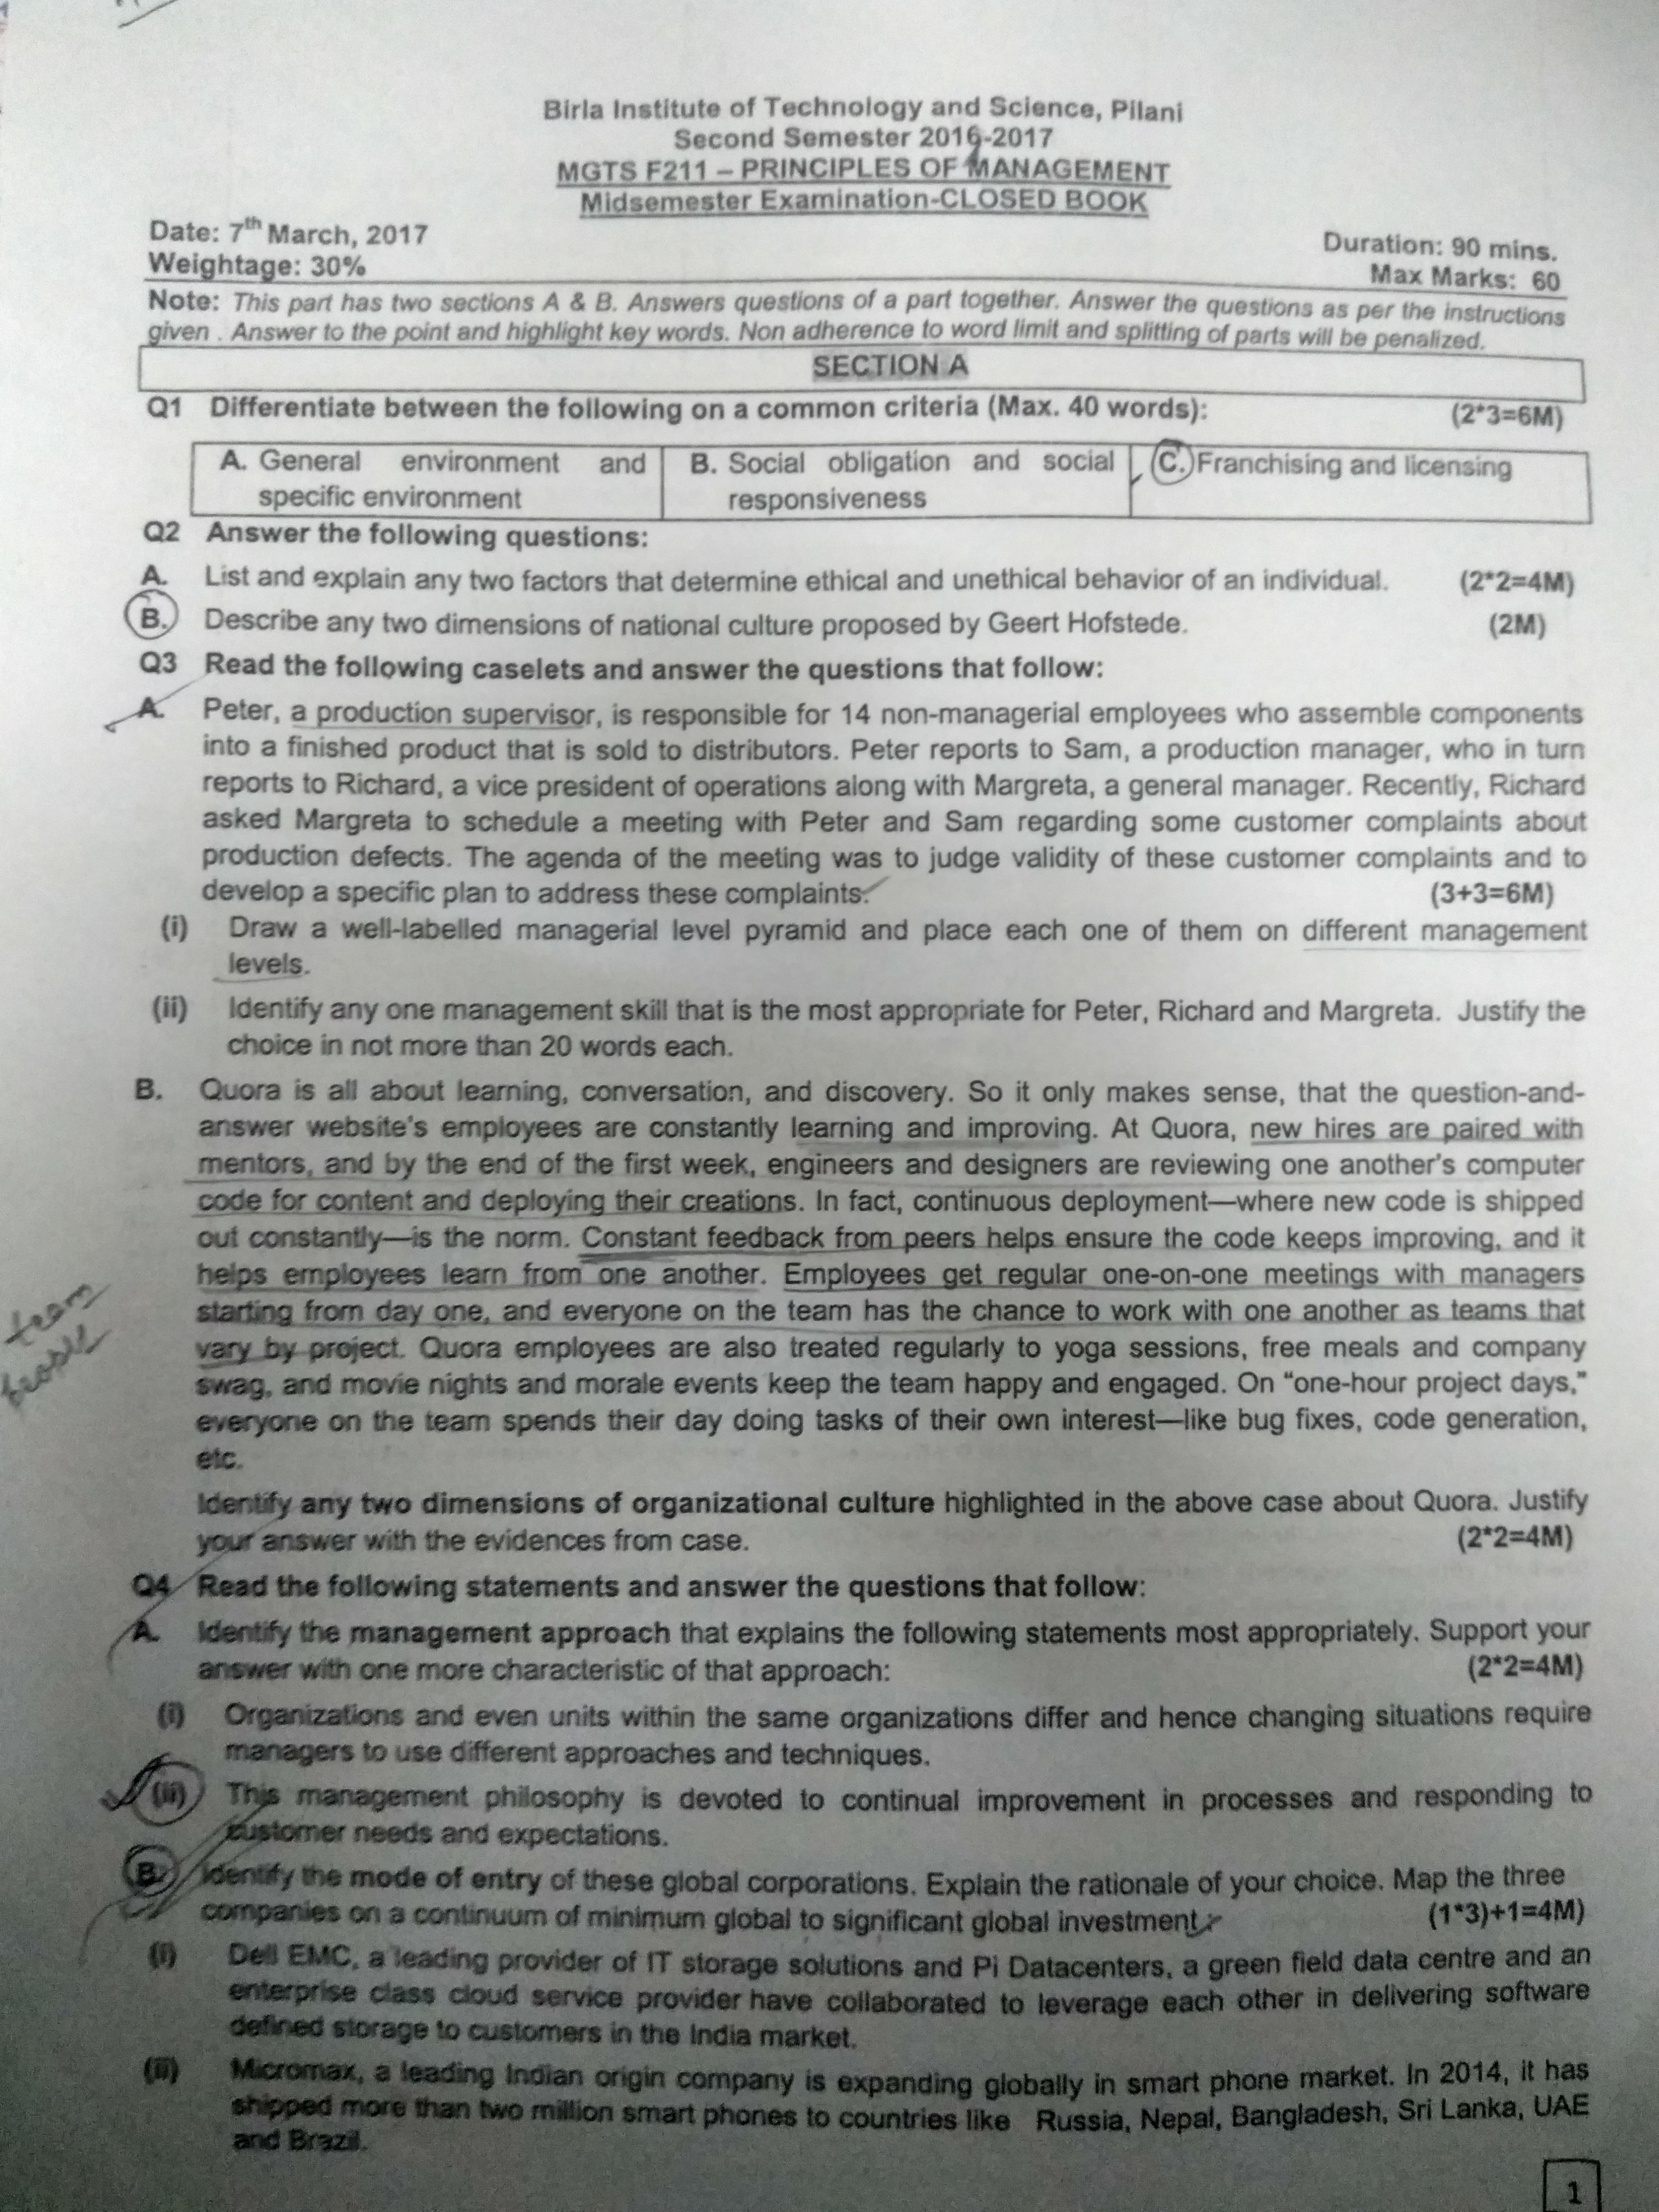 Birla Institute of Technology and Science, Pilani
Second Semester 2016-2017
MGTS F211 – PRINCIPLES OF MANAGEMENT
Midsemester Examination-CLOSED BOOK
Date: 7th March, 2017
Duration: 90 mins.
Weightage: 30%
Max Marks: 60
Note: This part has two sections A & B. Answers questions of a part together. Answer the questions as per the instructions
given . Answer to the point and highlight key words. Non adherence to word limit and splitting of parts will be penalized.
SECTION A
Q1 Differentiate between the following on a common criteria (Max. 40 words): (2*3=6M)
A. General environment and
specific environment
B. Social obligation and social
responsiveness
C. Franchising and licensing
Q2 Answer the following questions:
A. List and explain any two factors that determine ethical and unethical behavior of an individual. (2*2=4M)
B. Describe any two dimensions of national culture proposed by Geert Hofstede. (2M)
Q3 Read the following caselets and answer the questions that follow:
A. Peter, a production supervisor, is responsible for 14 non-managerial employees who assemble components
into a finished product that is sold to distributors. Peter reports to Sam, a production manager, who in turn
reports to Richard, a vice president of operations along with Margreta, a general manager. Recently, Richard
asked Margreta to schedule a meeting with Peter and Sam regarding some customer complaints about
production defects. The agenda of the meeting was to judge validity of these customer complaints and to
develop a specific plan to address these complaints. (3+3=6M)
(i) Draw a well-labelled managerial level pyramid and place each one of them on different management
levels.
(ii) Identify any one management skill that is the most appropriate for Peter, Richard and Margreta. Justify the
choice in not more than 20 words each.
B. Quora is all about learning, conversation, and discovery. So it only makes sense, that the question-and-
answer website's employees are constantly learning and improving. At Quora, new hires are paired with
mentors, and by the end of the first week, engineers and designers are reviewing one another's computer
code for content and deploying their creations. In fact, continuous deployment—where new code is shipped
out constantly—is the norm. Constant feedback from peers helps ensure the code keeps improving, and it
helps employees learn from one another. Employees get regular one-on-one meetings with managers
starting from day one, and everyone on the team has the chance to work with one another as teams that
vary by project. Quora employees are also treated regularly to yoga sessions, free meals and company
swag, and movie nights and morale events keep the team happy and engaged. On “one-hour project days,”
everyone on the team spends their day doing tasks of their own interest—like bug fixes, code generation,
etc.
team
Identify any two dimensions of organizational culture highlighted in the above case about Quora. Justify
your answer with the evidences from case. (2*2=4M)
Q4 Read the following statements and answer the questions that follow:
A. Identify the management approach that explains the following statements most appropriately. Support your
answer with one more characteristic of that approach: (2*2=4M)
(i) Organizations and even units within the same organizations differ and hence changing situations require
managers to use different approaches and techniques.
(ii) This management philosophy is devoted to continual improvement in processes and responding to
customer needs and expectations.
B. Identify the mode of entry of these global corporations. Explain the rationale of your choice. Map the three
companies on a continuum of minimum global to significant global investment. (1*3)+1=4M)
(i) Dell EMC, a leading provider of IT storage solutions and Pi Datacenters, a green field data centre and an
enterprise class cloud service provider have collaborated to leverage each other in delivering software
defined storage to customers in the India market.
(ii) Micromax, a leading Indian origin company is expanding globally in smart phone market. In 2014, it has
shipped more than two million smart phones to countries like Russia, Nepal, Bangladesh, Sri Lanka, UAE
and Brazil.
1